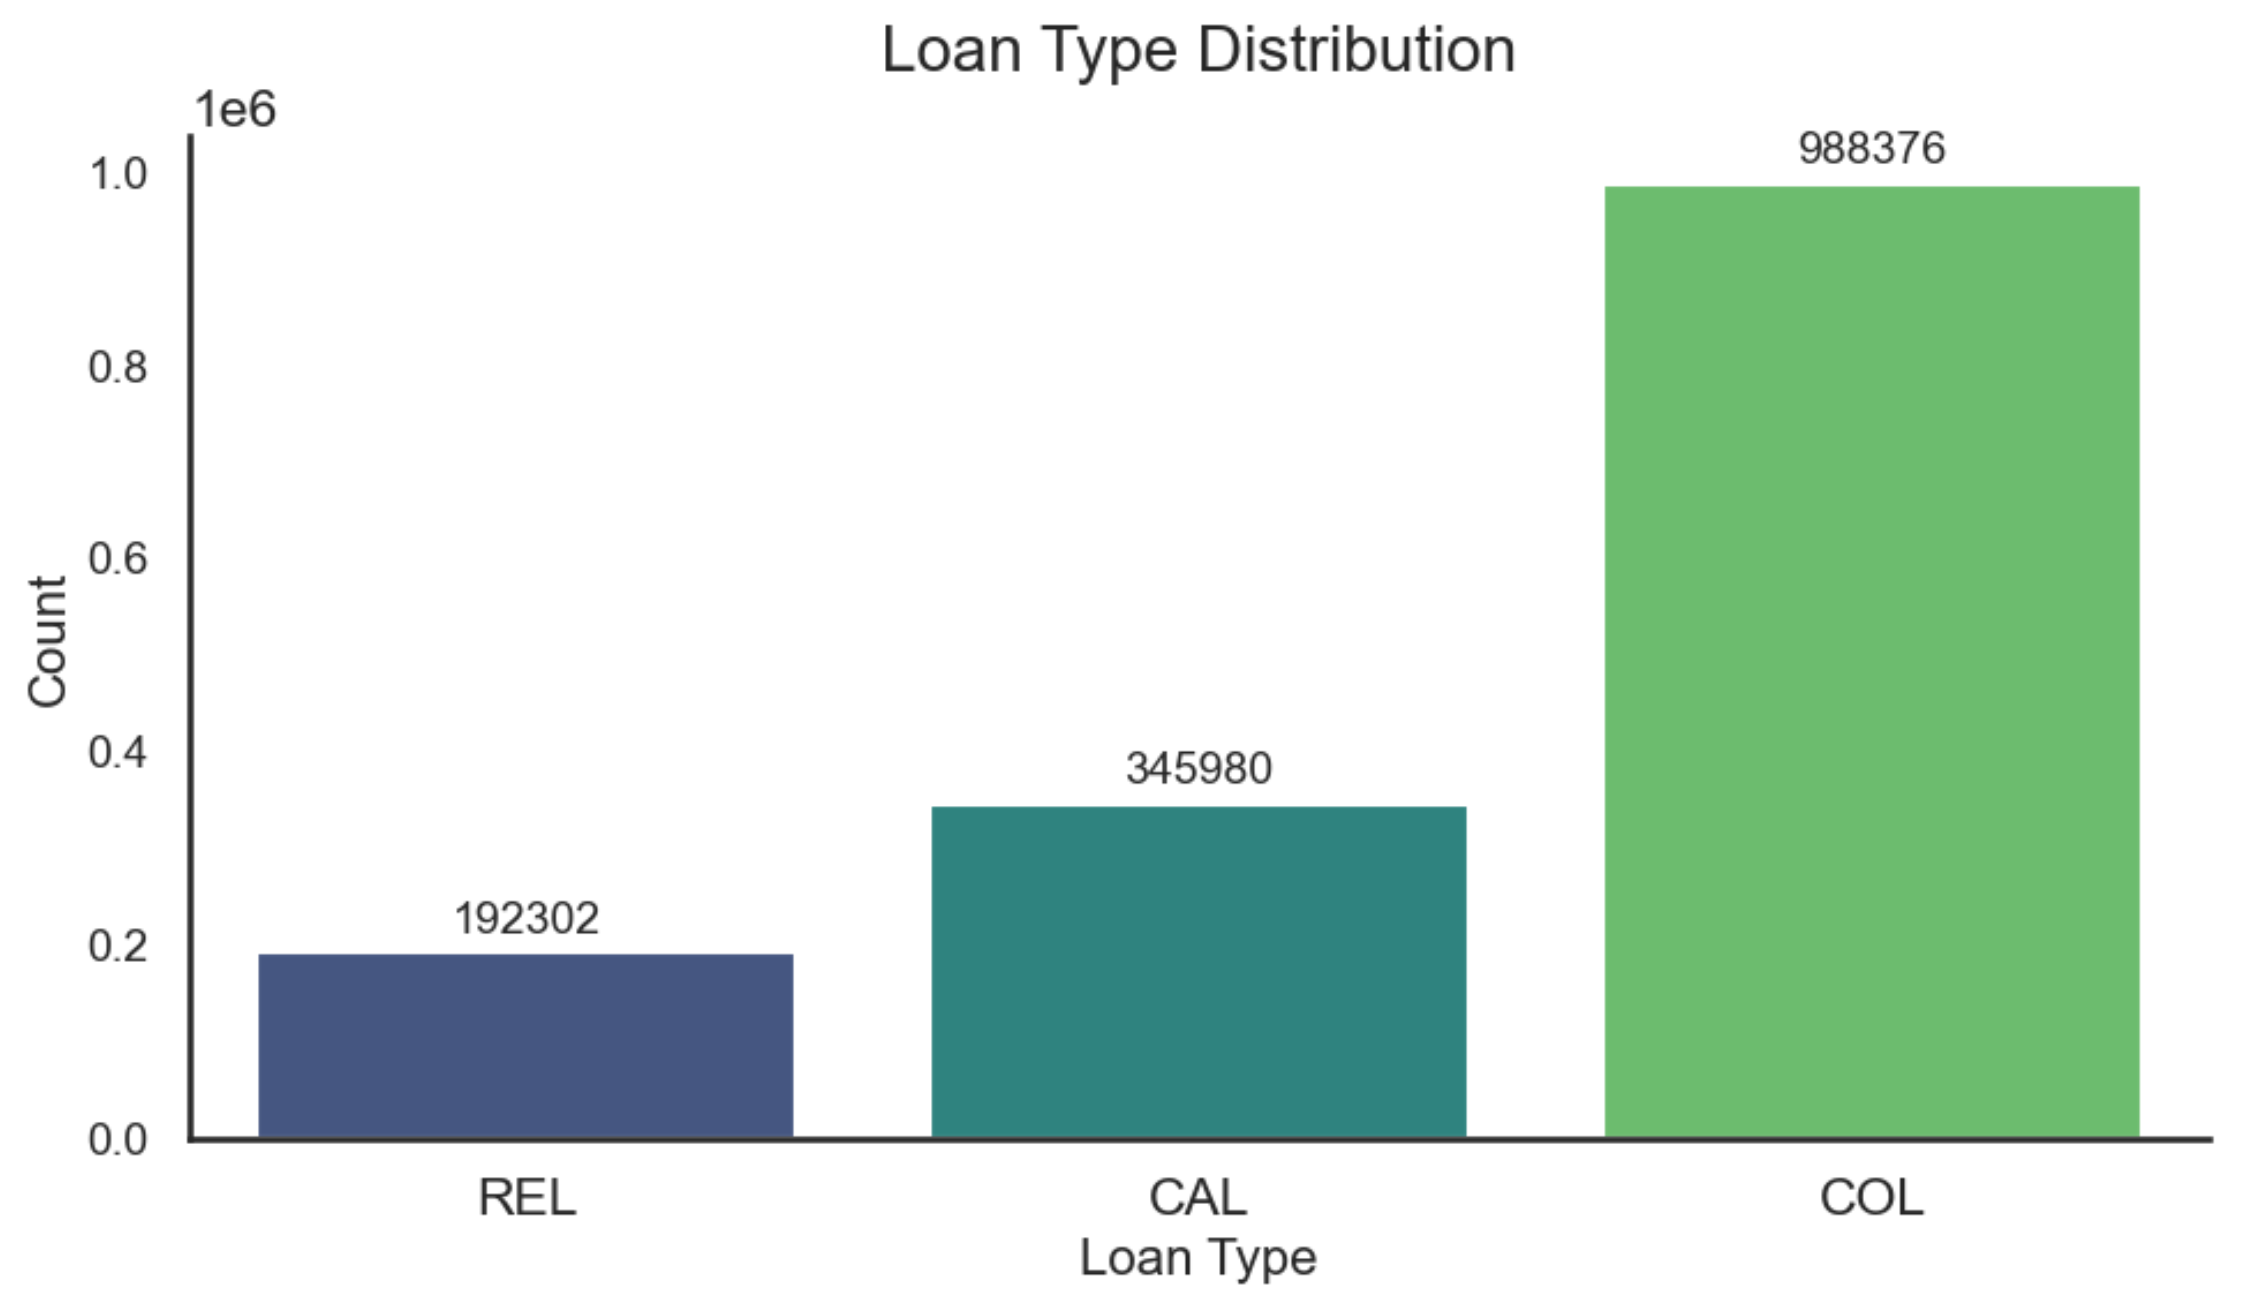 Loan Type Distribution
1e6
1.0
0.8
0.6
0.4
0.2
0.0
Count
988376
345980
192302
REL
CAL
COL
Loan Type